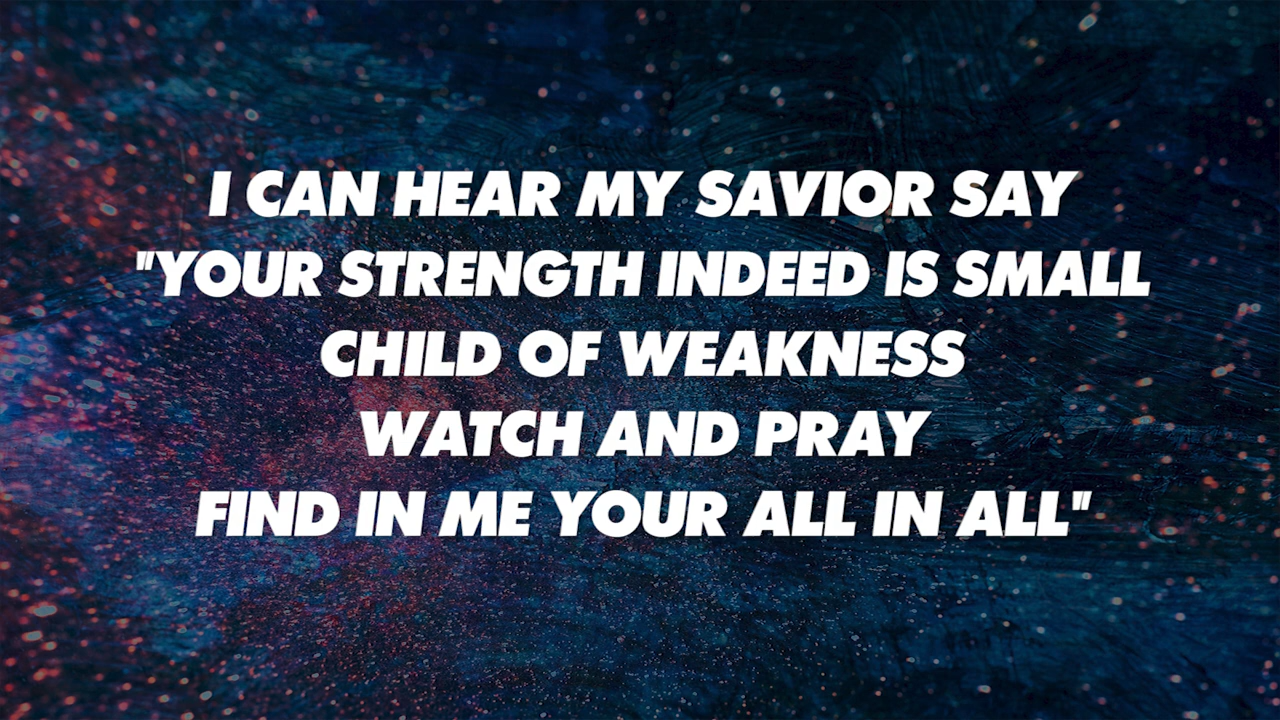 I CAN HEAR MY SAVIOR SAY
"YOUR STRENGTH INDEED IS SMALL
CHILD OF WEAKNESS
WATCH AND PRAY
FIND IN ME YOUR ALL IN ALL"